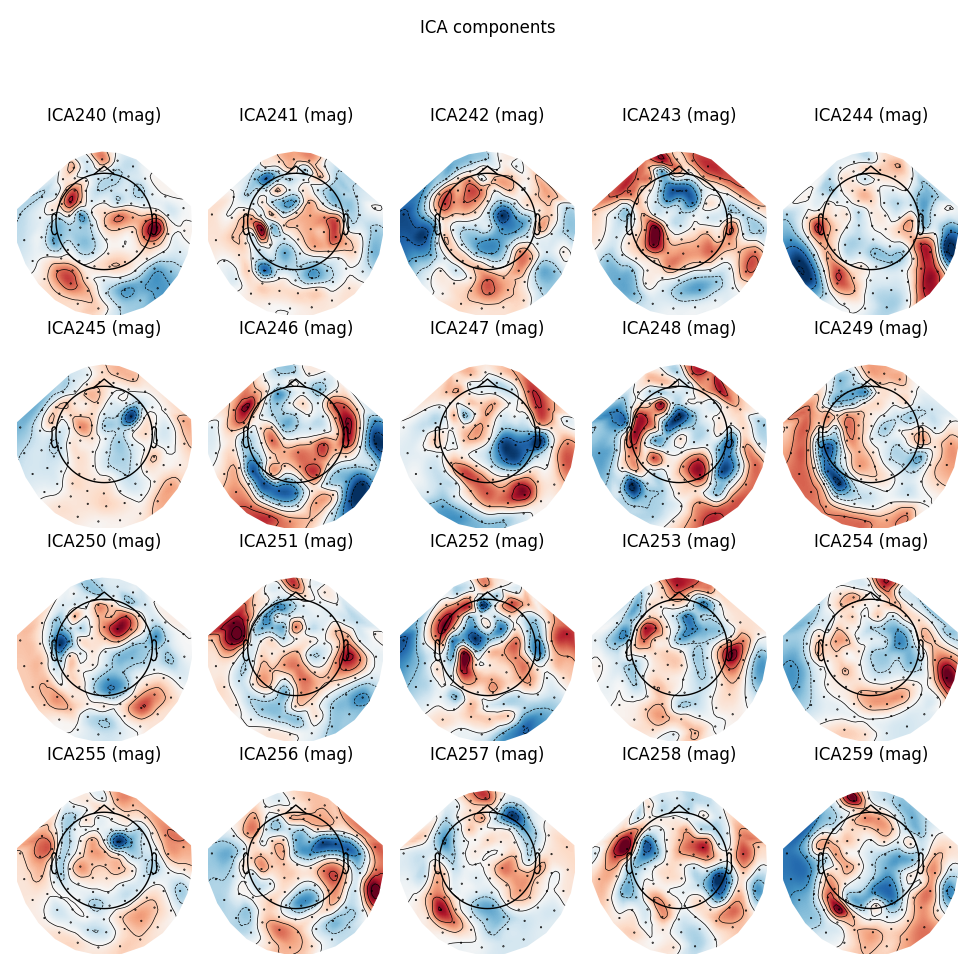 ICA components
ICA240 (mag) ICA241 (mag) ICA242 (mag) ICA243 (mag) ICA244 (mag)
ICA245 (mag) ICA246 (mag) ICA247 (mag) ICA248 (mag) ICA249 (mag)
ICA250 (mag) ICA251 (mag) ICA252 (mag) ICA253 (mag) ICA254 (mag)
ICA255 (mag) ICA256 (mag) ICA257 (mag) ICA258 (mag) ICA259 (mag)